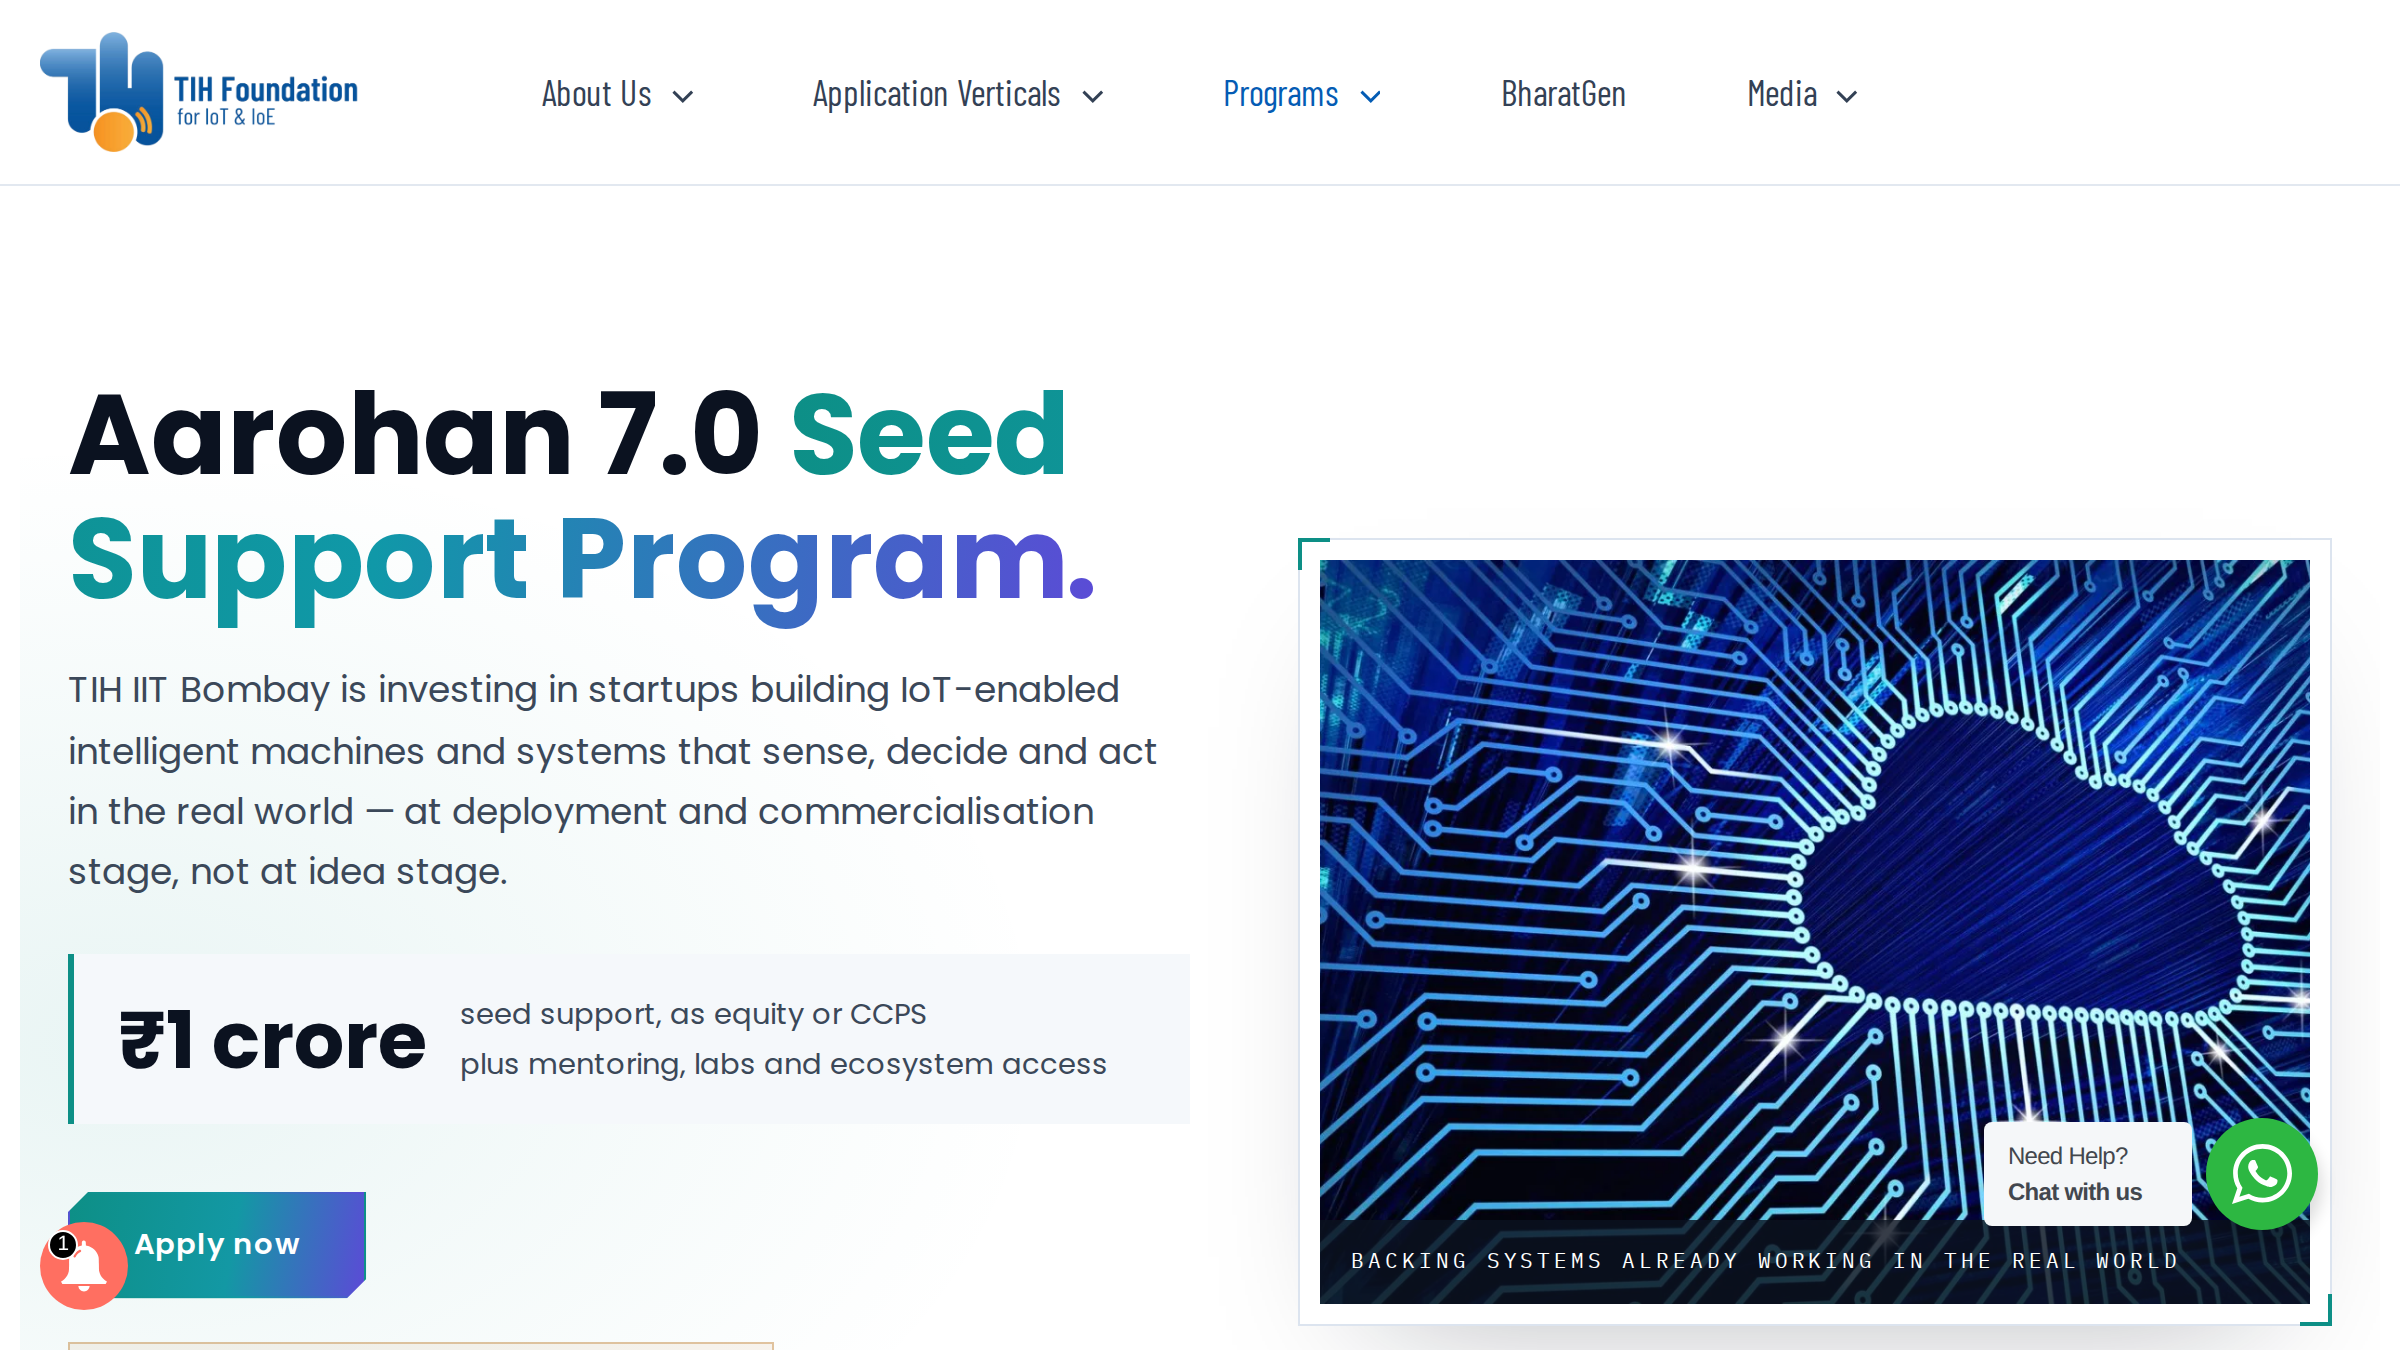 TIH Foundation
for IoT & IoE
About Us
Application Verticals
Programs
BharatGen
Media
Aarohan 7.0 Seed
Support Program.
TIH IIT Bombay is investing in startups building IoT-enabled
intelligent machines and systems that sense, decide and act
in the real world — at deployment and commercialisation
stage, not at idea stage.
₹1 crore
seed support, as equity or CCPS
plus mentoring, labs and ecosystem access
Apply now
1
Need Help?
Chat with us
BACKING SYSTEMS ALREADY WORKING IN THE REAL WORLD